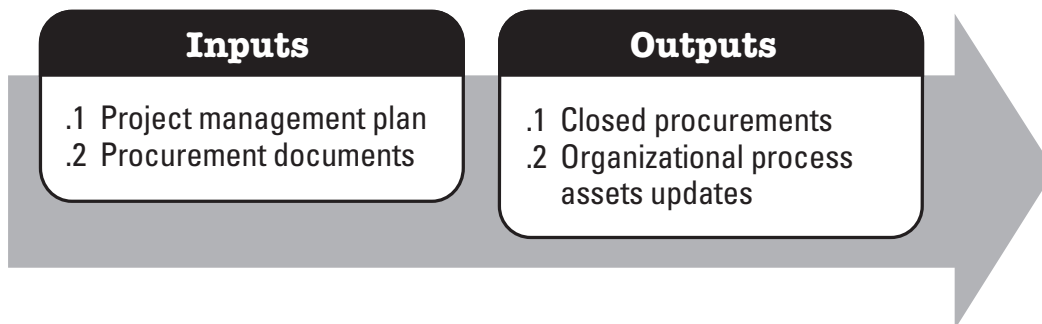 Inputs
.1 Project management plan
.2 Procurement documents
Outputs
.1 Closed procurements
.2 Organizational process
assets updates